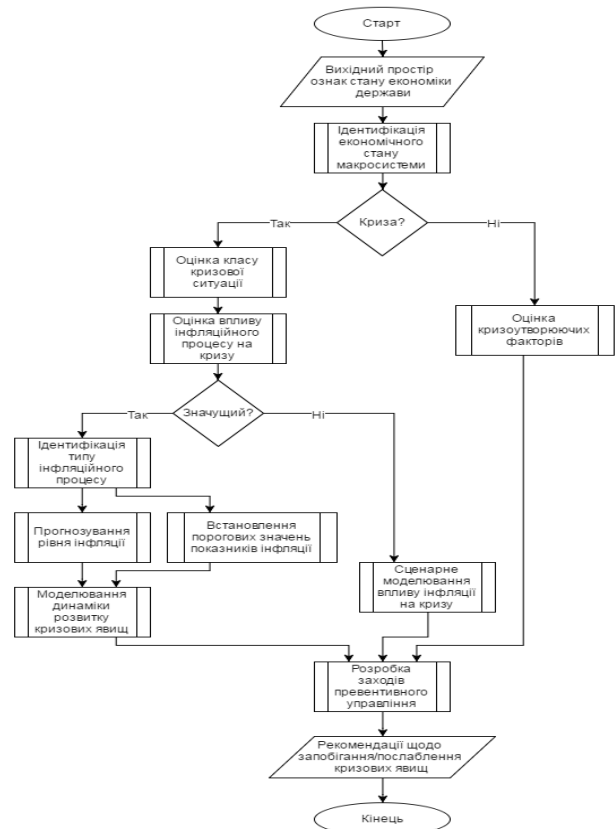 Старт
Вихідний простір
ознак стану економіки
держави
Ідентифікація
економічного
стану
макросистеми
Криза?
Так
Ні
Оцінка класу
кризової
ситуації
Оцінка впливу
інфляційного
процесу на
кризу
Оцінка
кризоутворюючих
факторів
Значущий?
Так
Ні
Ідентифікація
типу
інфляційного
процесу
Прогнозування
рівня інфляції
Встановлення
порогових значень
показників інфляції
Сценарне
моделювання
впливу інфляції
на кризу
Моделювання
динаміки
розвитку
кризових явищ
Розробка
заходів
превентивного
управління
Рекомендації щодо
запобігання/послаблення
кризових явищ
Кінець